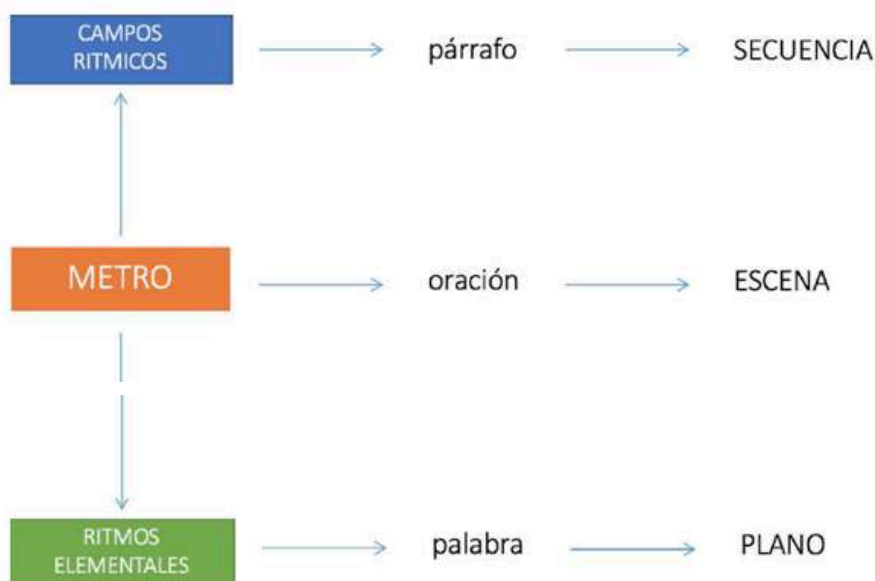 CAMPOS
RITMICOS
párrafo
SECUENCIA
METRO
oración
ESCENA
RITMOS
ELEMENTALES
palabra
PLANO